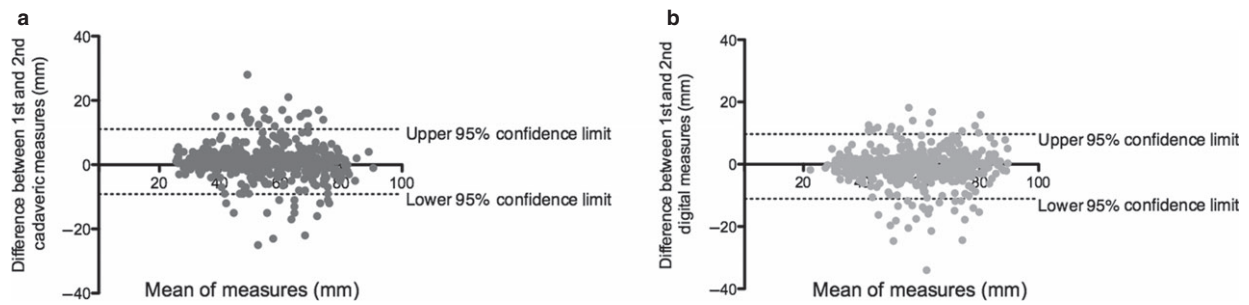 a
Difference between 1st and 2nd
cadaveric measures (mm)
40
20
0
–20
–40
20
40
60
80
100
Upper 95% confidence limit
Lower 95% confidence limit
Mean of measures (mm)
b
Difference between 1st and 2nd
digital measures (mm)
40
20
0
–20
–40
20
40
60
80
100
Upper 95% confidence limit
Lower 95% confidence limit
Mean of measures (mm)